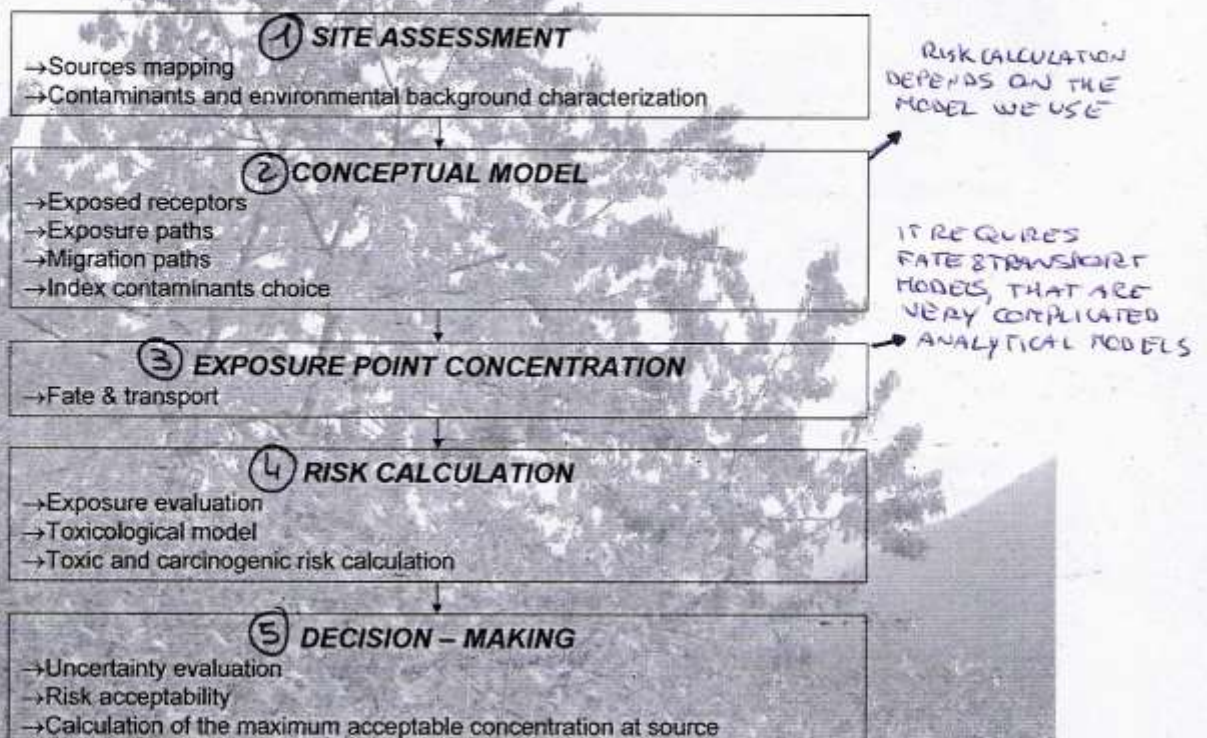 ① SITE ASSESSMENT
→Sources mapping
→Contaminants and environmental background characterization
RISK CALCULATION
DEPENDS ON THE
MODEL WE USE
② CONCEPTUAL MODEL
→Exposed receptors
→Exposure paths
→Migration paths
→Index contaminants choice
IT REQUIRES
FATE & TRANSPORT
MODELS, THAT ARE
VERY COMPLICATED
ANALYTICAL MODELS
③ EXPOSURE POINT CONCENTRATION
→Fate & transport
④ RISK CALCULATION
→Exposure evaluation
→Toxicological model
→Toxic and carcinogenic risk calculation
⑤ DECISION – MAKING
→Uncertainty evaluation
→Risk acceptability
→Calculation of the maximum acceptable concentration at source